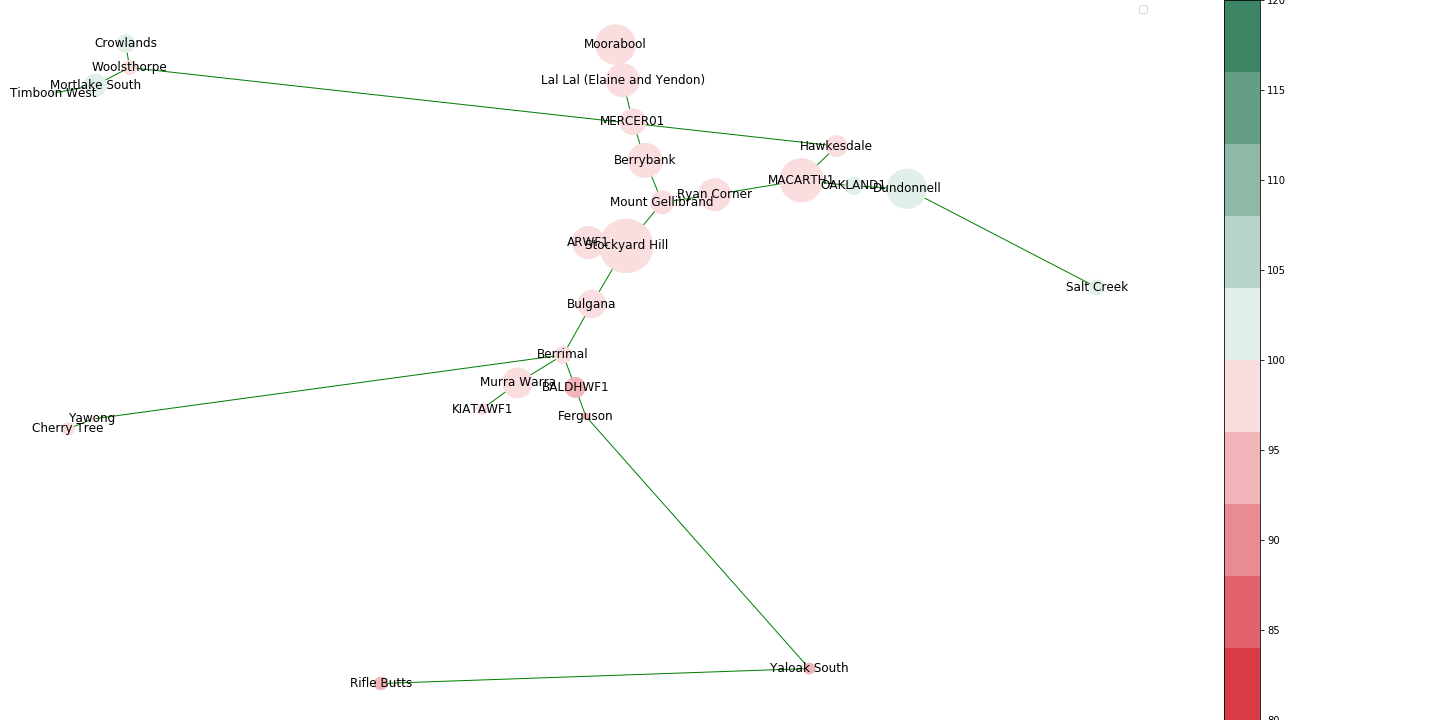 Crowlands
Woolsthorpe
Mortlake South
Timboon West
Moorabool
Lal Lal (Elaine and Yendon)
MERCER01
Hawkesdale
Berrybank
MACARTH1
OAKLAND1
Dundonnell
Ryan Corner
Mount Gellibrand
ARWF1
Stockyard Hill
Salt Creek
Bulgana
Berrimal
Murra Warra
BALDHWF1
KIATAWF1
Ferguson
Yawong
Cherry Tree
Yaloak South
Rifle Butts
120
115
110
105
100
95
90
85
80